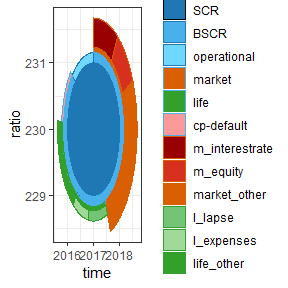 231
230
229
ratio
2016 2017 2018
time
SCR
BSCR
operational
market
life
cp-default
m_interestrate
m_equity
market_other
l_lapse
l_expenses
life_other